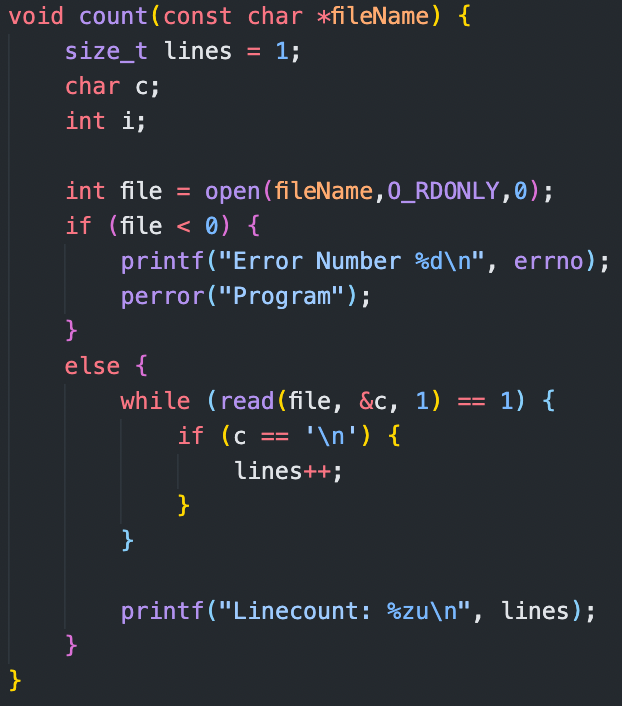 void count(const char *fileName) {
    size_t lines = 1;
    char c;
    int i;

    int file = open(fileName,O_RDONLY,0);
    if (file < 0) {
        printf("Error Number %d\n", errno);
        perror("Program");
    }
    else {
        while (read(file, &c, 1) == 1) {
            if (c == '\n') {
                lines++;
            }
        }

        printf("Linecount: %zu\n", lines);
    }
}